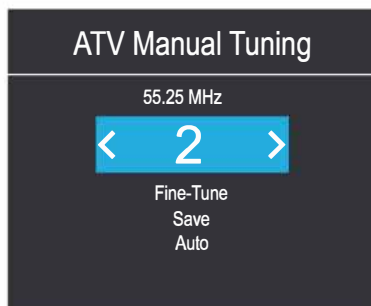 ATV Manual Tuning
55.25 MHz
< 2 >
Fine-Tune
Save
Auto